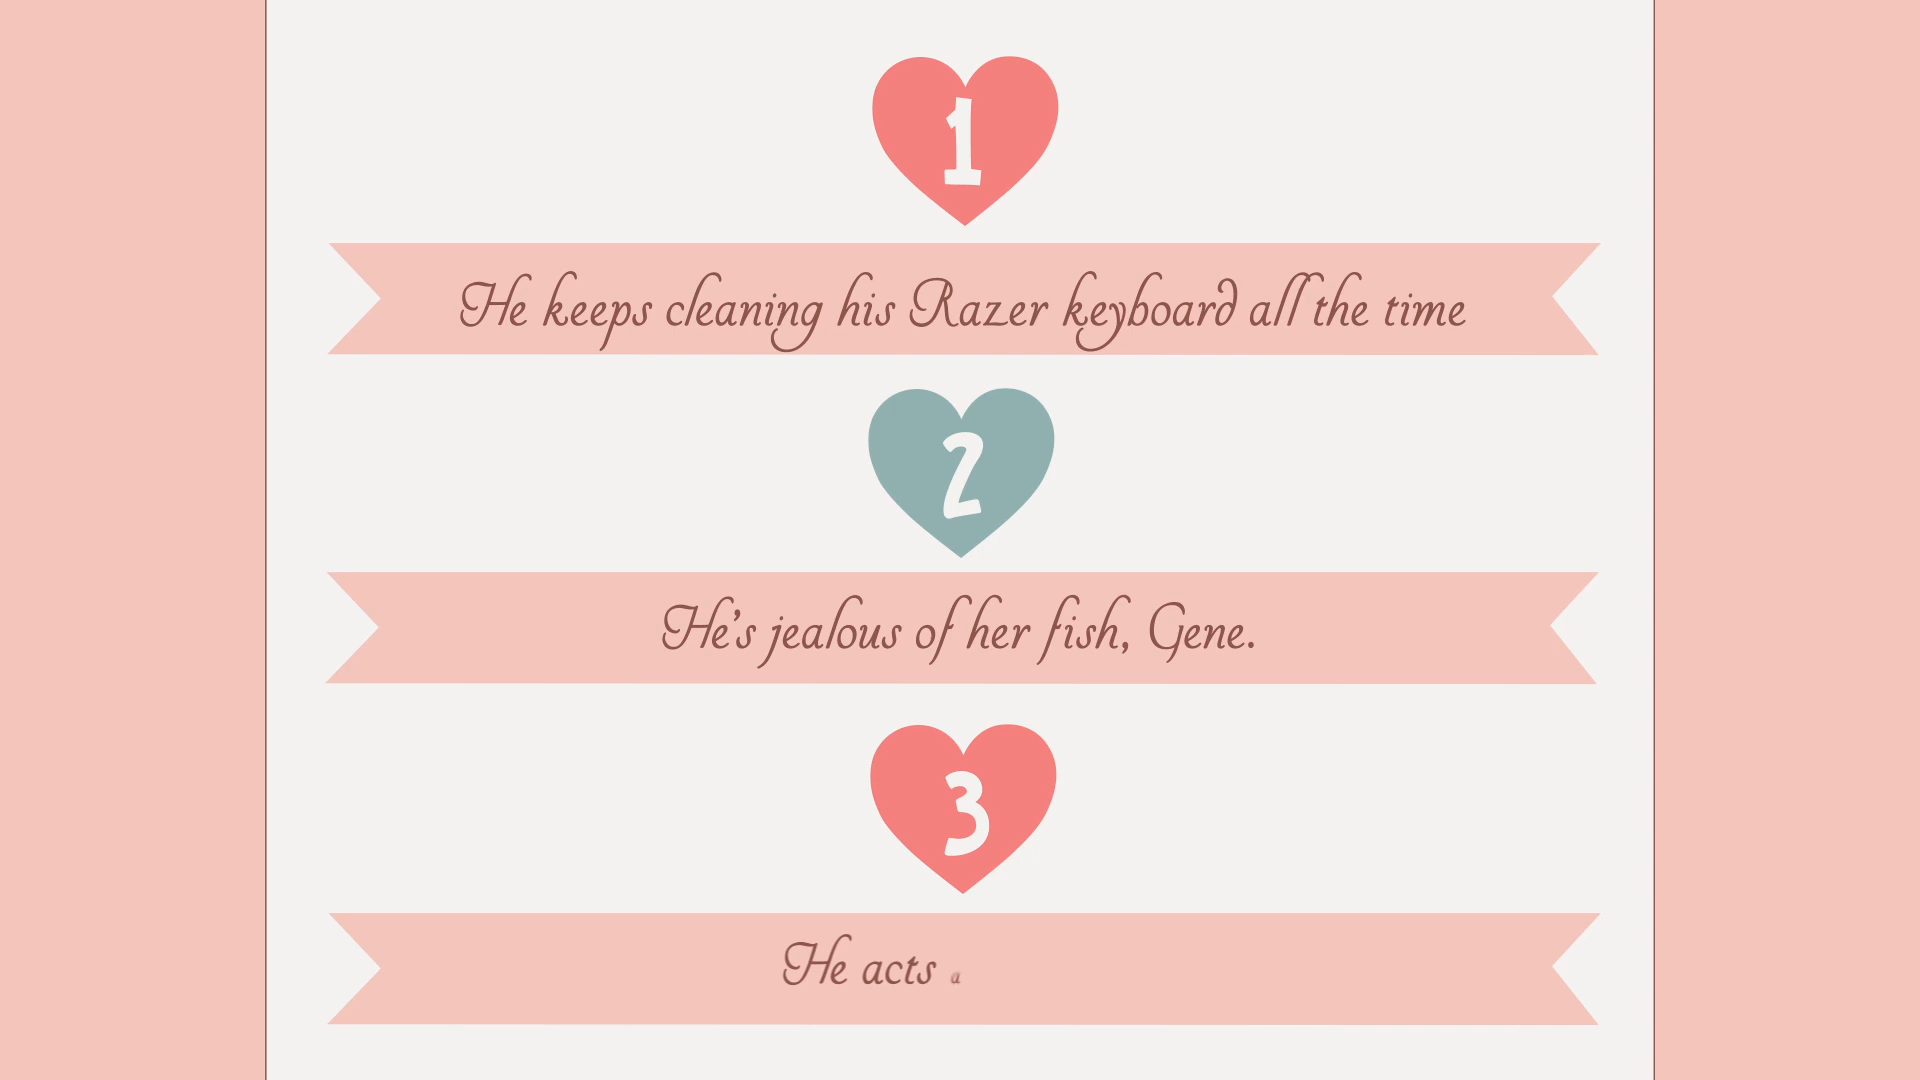 1
He keeps cleaning his Razer keyboard all the time
2
He's jealous of her fish, Gene.
3
He acts a